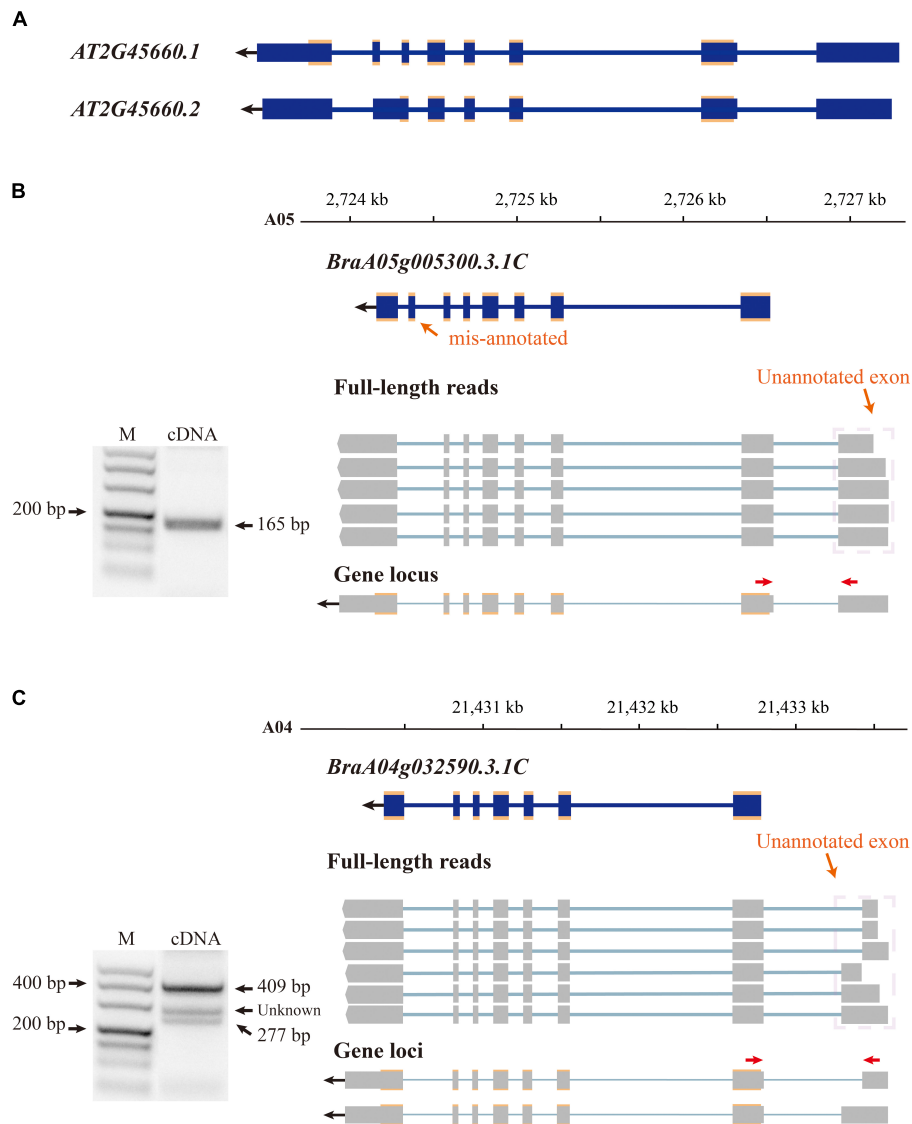 A
AT2G45660.1
AT2G45660.2
B
2,724 kb 2,725 kb 2,726 kb 2,727 kb
A05
BraA05g005300.3.1C
mis-annotated
Full-length reads
Unannotated exon
M cDNA
200 bp
165 bp
Gene locus
C
21,431 kb 21,432 kb 21,433 kb
A04
BraA04g032590.3.1C
Unannotated exon
Full-length reads
M cDNA
400 bp
409 bp
Unknown
200 bp
277 bp
Gene loci